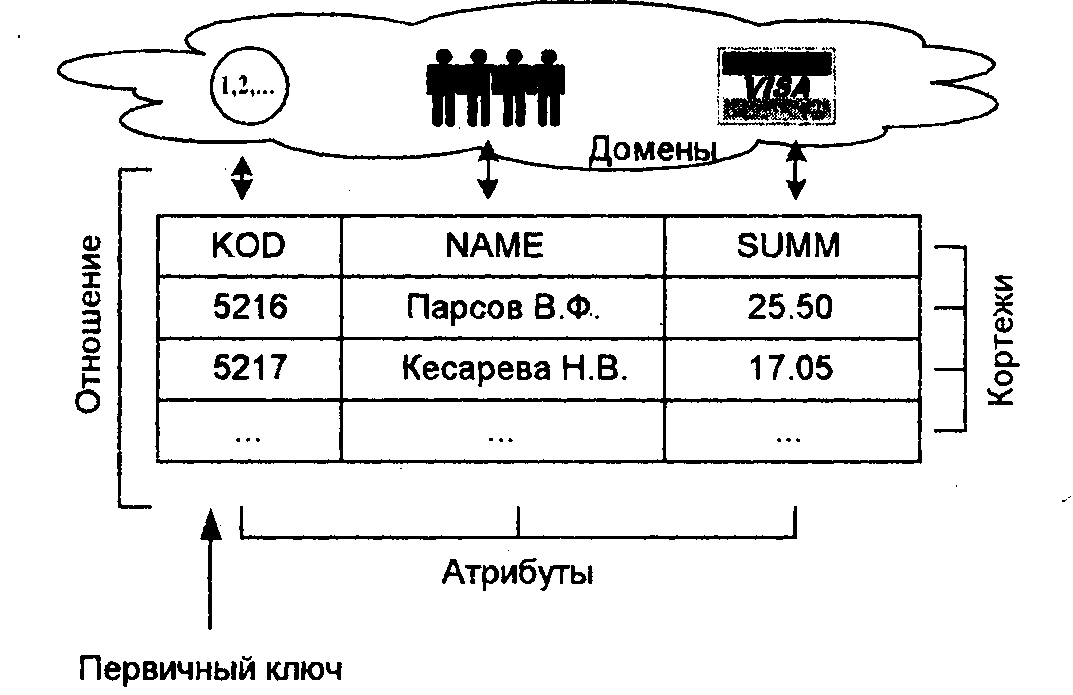 1,2,...
VISA
Домены
Отношение
KOD NAME SUMM
5216 Парсов В.Ф. 25.50
5217 Кесарева Н.В. 17.05
... ... ...
Кортежи
Атрибуты
Первичный ключ